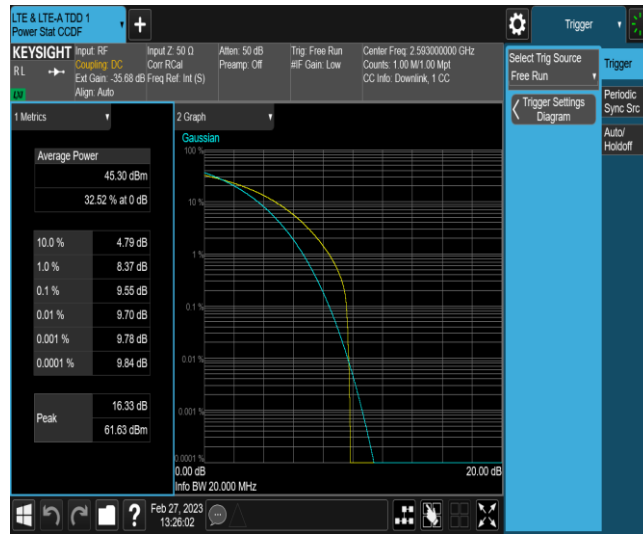 LTE & LTE-A TDD 1
Power Stat CCDF
Trigger
KEYSIGHT
RL
Input: RF
Coupling: DC
Ext Gain: -35.68 dB
Align: Auto
Input Z: 50 Ω
Corr RCal
Freq Ref: Int (S)
Atten: 50 dB
Preamp: Off
Trig: Free Run
#IF Gain: Low
Center Freq: 2.593000000 GHz
Counts: 1.00 M/1.00 Mpt
CC Info: Downlink, 1 CC
Select Trig Source
Free Run
Trigger Settings
Diagram
Trigger
Periodic
Sync Src
Auto/
Holdoff
1 Metrics
Average Power
45.30 dBm
32.52 % at 0 dB
10.0 % 4.79 dB
1.0 % 8.37 dB
0.1 % 9.55 dB
0.01 % 9.70 dB
0.001 % 9.78 dB
0.0001 % 9.84 dB
Peak
16.33 dB
61.63 dBm
2 Graph
Gaussian
100 %
10 %
1 %
0.1 %
0.01 %
0.001 %
0.0001 %
0.00 dB
20.00 dB
Info BW 20.000 MHz
?
Feb 27, 2023
13:26:02